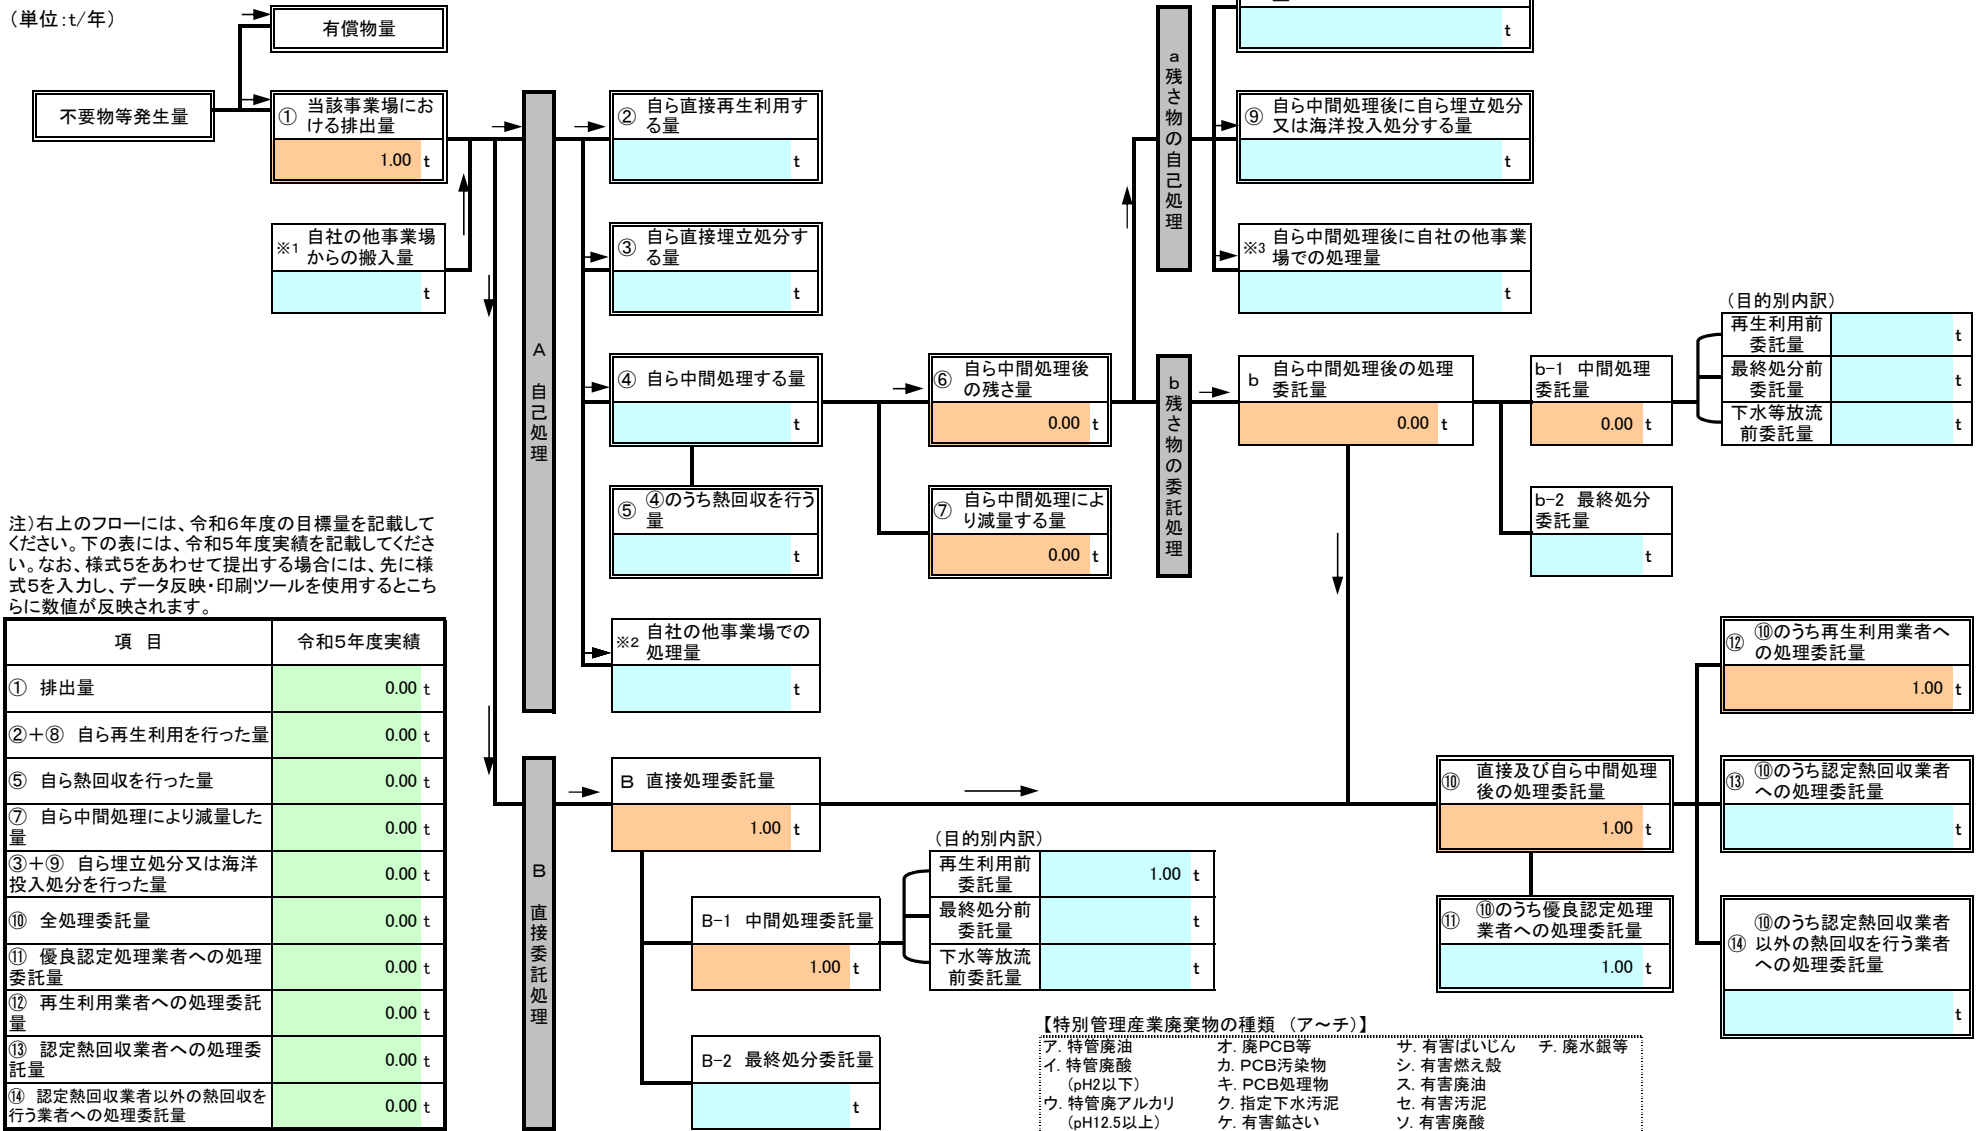 （単位：t/年）
有償物量
不要物等発生量
① 当該事業場にお
ける排出量
1.00 t
※1 自社の他事業場
からの搬入量
t
A 自己処理
② 自ら直接再生利用す
る量
t
③ 自ら直接埋立処分す
る量
t
④ 自ら中間処理する量
t
⑤ ④のうち熱回収を行う
量
t
※2 自社の他事業場での
処理量
t
⑥ 自ら中間処理後
の残さ量
0.00 t
⑦ 自ら中間処理によ
り減量する量
0.00 t
a 残さ物の自己処理
t
⑨ 自ら中間処理後に自ら埋立処分
又は海洋投入処分する量
t
※3 自ら中間処理後に自社の他事業
場での処理量
t
b 残さ物の委託処理
b 自ら中間処理後の処理
委託量
0.00 t
b-1 中間処理
委託量
0.00 t
（目的別内訳）
再生利用前
委託量
t
最終処分前
委託量
t
下水等放流
前委託量
t
b-2 最終処分
委託量
t
注）右上のフローには、令和６年度の目標量を記載して
ください。下の表には、令和５年度実績を記載してくださ
い。なお、様式５をあわせて提出する場合には、先に様
式５を入力し、データ反映・印刷ツールを使用するとこち
らに数値が反映されます。
項 目 令和５年度実績
① 排出量 0.00 t
②＋⑧ 自ら再生利用を行った量 0.00 t
⑤ 自ら熱回収を行った量 0.00 t
⑦ 自ら中間処理により減量した
量 0.00 t
③＋⑨ 自ら埋立処分又は海洋
投入処分を行った量 0.00 t
⑩ 全処理委託量 0.00 t
⑪ 優良認定処理業者への処理
委託量 0.00 t
⑫ 再生利用業者への処理委託
量 0.00 t
⑬ 認定熱回収業者への処理委
託量 0.00 t
⑭ 認定熱回収業者以外の熱回収を
行う業者への処理委託量 0.00 t
B 直接委託処理
B 直接処理委託量
1.00 t
B-1 中間処理委託量
1.00 t
（目的別内訳）
再生利用前
委託量
1.00 t
最終処分前
委託量
t
下水等放流
前委託量
t
B-2 最終処分委託量
t
⑩ 直接及び自ら中間処理
後の処理委託量
1.00 t
⑪ ⑩のうち優良認定処理
業者への処理委託量
1.00 t
⑫ ⑩のうち再生利用業者へ
の処理委託量
1.00 t
⑬ ⑩のうち認定熱回収業者
への処理委託量
t
⑭ ⑩のうち認定熱回収業者
以外の熱回収を行う業者
への処理委託量
t
【特別管理産業廃棄物の種類 （ア～チ）】
ア．特管廃油 オ．廃PCB等 サ．有害ばいじん チ．廃水銀等
イ．特管廃酸 カ．PCB汚染物 シ．有害燃え殻
（pH2以下） キ．PCB処理物 ス．有害廃油
ウ．特管廃アルカリ ク．指定下水汚泥 セ．有害汚泥
（pH12.5以上） ケ．有害鉱さい ソ．有害廃酸